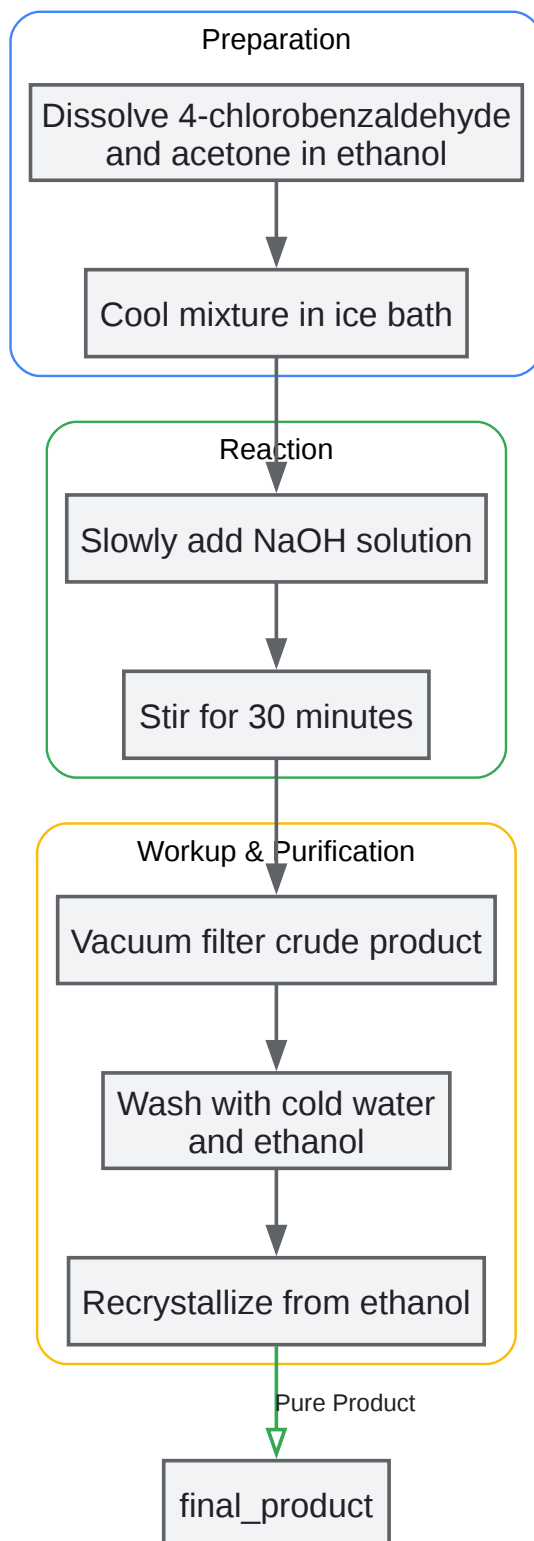 Preparation
Dissolve 4-chlorobenzaldehyde
and acetone in ethanol
Cool mixture in ice bath
Reaction
Slowly add NaOH solution
Stir for 30 minutes
Workup & Purification
Vacuum filter crude product
Wash with cold water
and ethanol
Recrystallize from ethanol
Pure Product
final_product